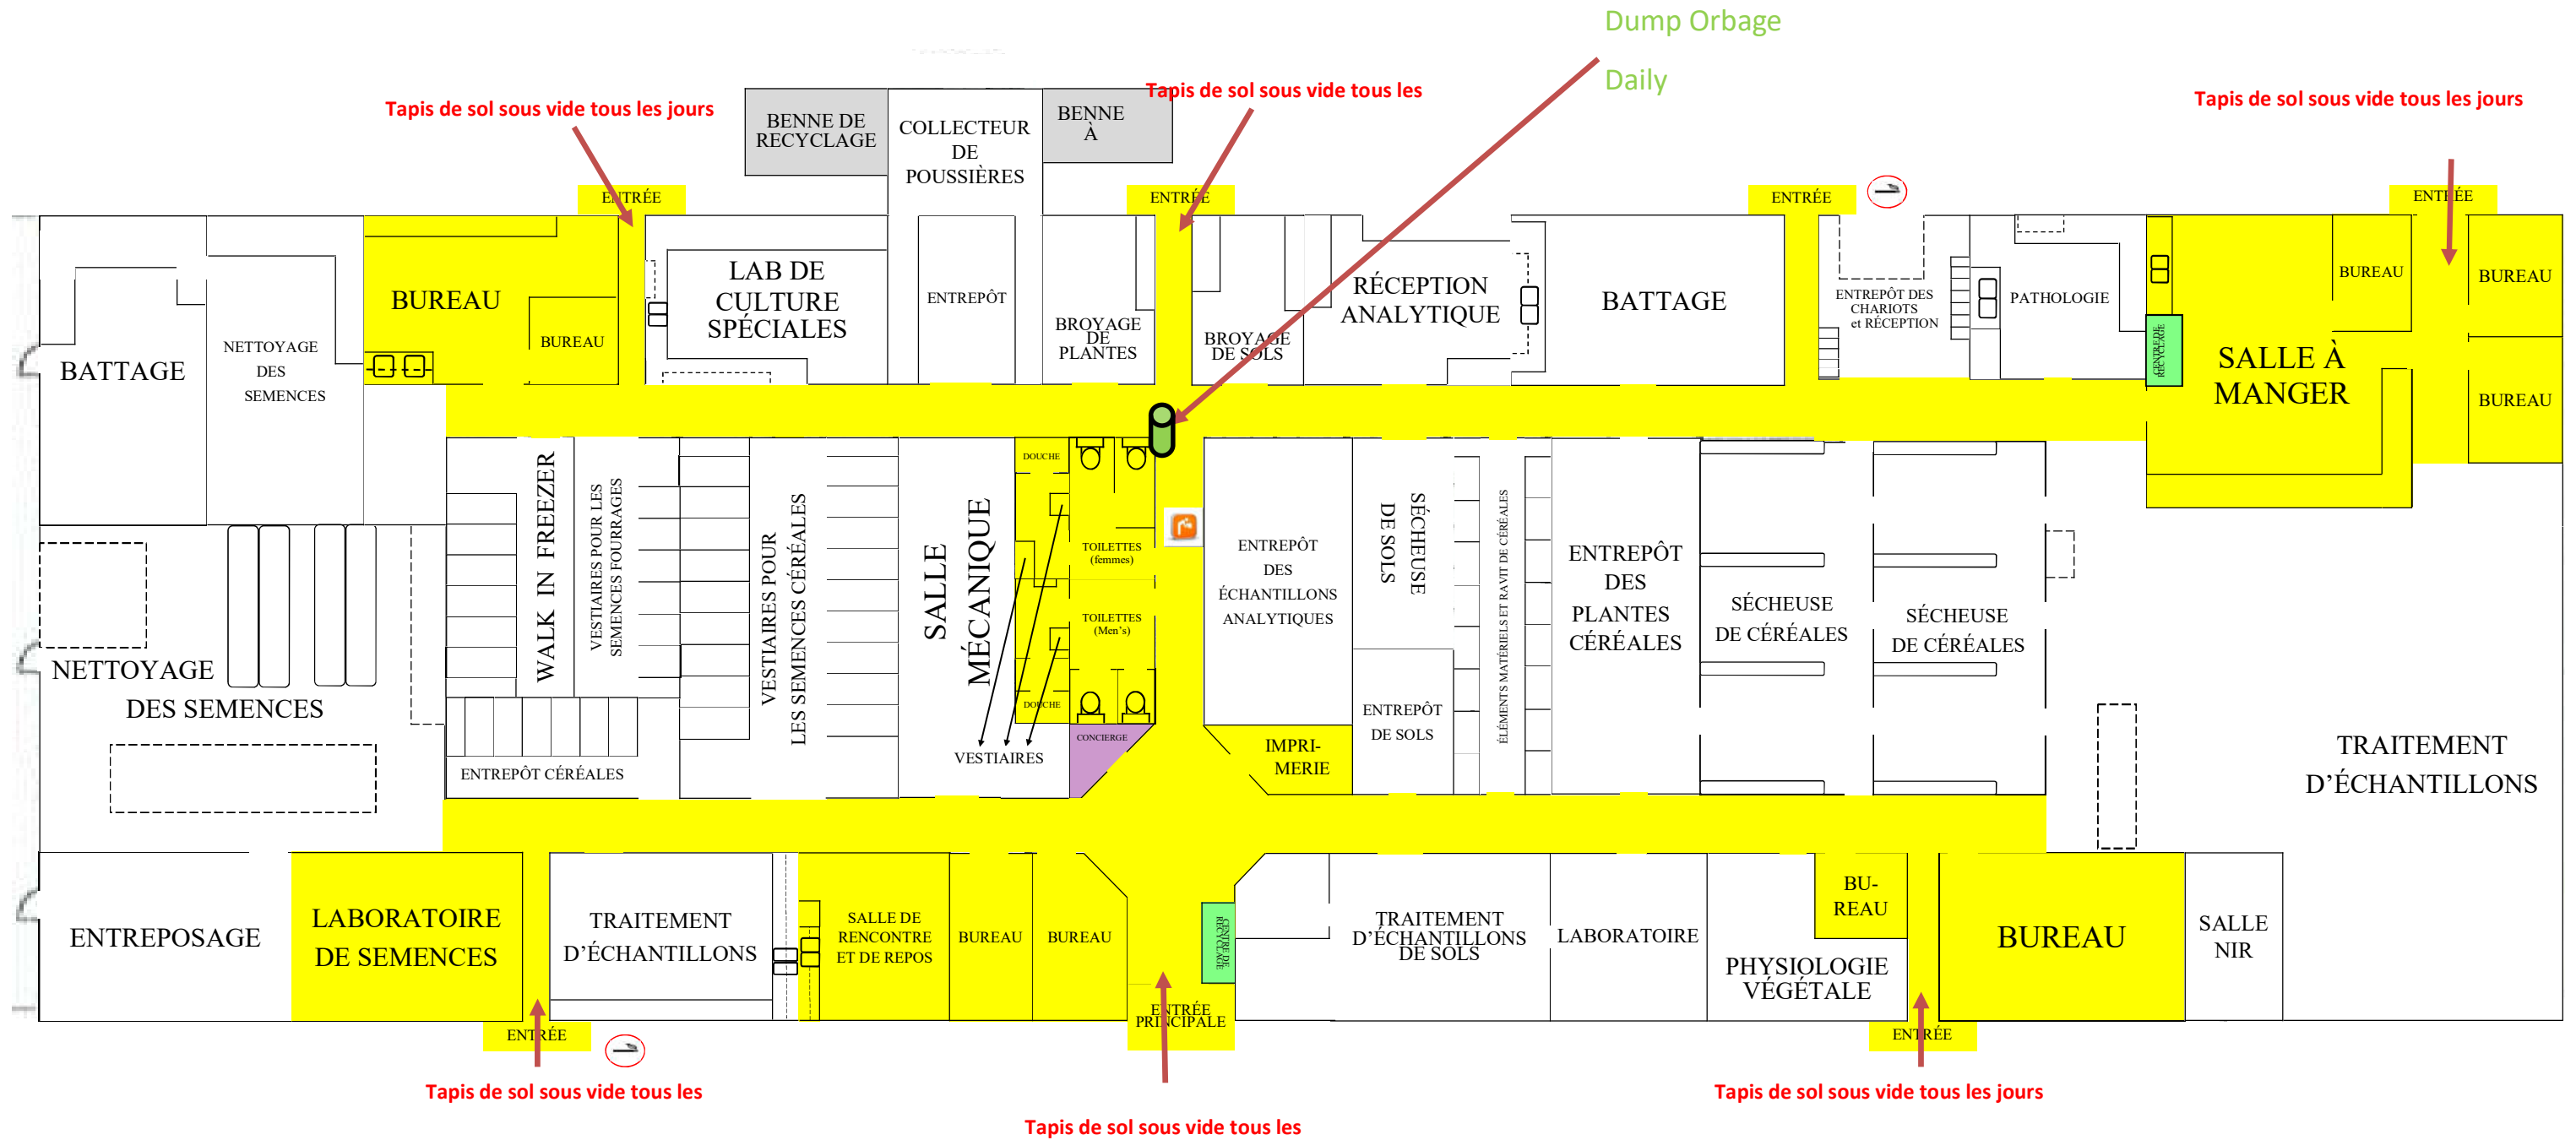 Dump Orbage
Daily
Tapis de sol sous vide tous les jours
Tapis de sol sous vide tous les
Tapis de sol sous vide tous les jours
BENNE DE
RECYCLAGE
COLLECTEUR
DE
POUSSIÈRES
BENNE
À
ENTRÉE
ENTRÉE
ENTRÉE
ENTRÉE
BATTAGE
NETTOYAGE
DES
SEMENCES
BUREAU
BUREAU
LAB DE
CULTURE
SPÉCIALES
ENTREPÔT
BROYAGE
DE
PLANTES
BROYAGE
DE SOLS
RÉCEPTION
ANALYTIQUE
BATTAGE
ENTREPÔT DES
CHARIOTS
et RÉCEPTION
PATHOLOGIE
CENTRE DE
RECYCLAGE
SALLE À
MANGER
BUREAU
BUREAU
BUREAU
NETTOYAGE
DES SEMENCES
WALK IN FREEZER
VESTIAIRES POUR LES
SEMENCES FOURRAGES
ENTREPÔT CÉRÉALES
VESTIAIRES POUR
LES SEMENCES CÉRÉALES
SALLE
MÉCANIQUE
DOUCHE
TOILETTES
(femmes)
TOILETTES
(Men's)
DOUCHE
CONCIERGE
VESTIAIRES
ENTREPÔT
DES
ÉCHANTILLONS
ANALYTIQUES
IMPRI-
MERIE
SÉCHEUSE
DE SOLS
ENTREPÔT
DE SOLS
ÉLÉMENTS MATÉRIELS ET RAVIT DE CÉRÉALES
ENTREPÔT
DES
PLANTES
CÉRÉALES
SÉCHEUSE
DE CÉRÉALES
SÉCHEUSE
DE CÉRÉALES
TRAITEMENT
D'ÉCHANTILLONS
ENTREPOSAGE
LABORATOIRE
DE SEMENCES
TRAITEMENT
D'ÉCHANTILLONS
SALLE DE
RENCONTRE
ET DE REPOS
BUREAU
BUREAU
CENTRE DE
RECYCLAGE
ENTRÉE
PRINCIPALE
TRAITEMENT
D'ÉCHANTILLONS
DE SOLS
LABORATOIRE
PHYSIOLOGIE
VÉGÉTALE
BU-
REAU
BUREAU
SALLE
NIR
ENTRÉE
ENTRÉE
Tapis de sol sous vide tous les
Tapis de sol sous vide tous les
Tapis de sol sous vide tous les jours